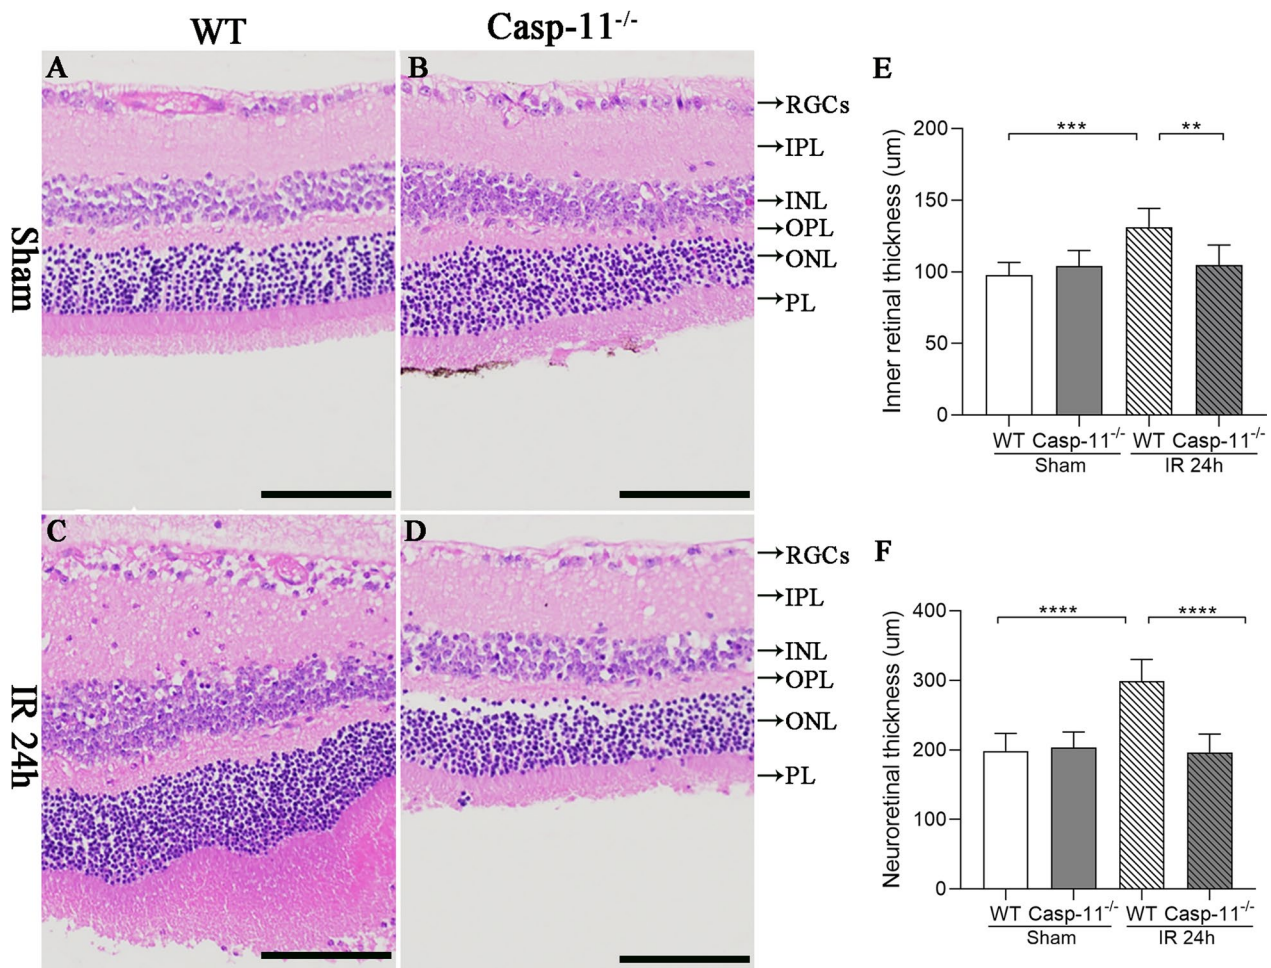 WT
Casp-11-/-
Sham
IR 24h
A
B
RGCs
IPL
INL
OPL
ONL
PL
C
D
RGCs
IPL
INL
OPL
ONL
PL
E
Inner retinal thickness (um)
200
150
100
50
0
***
**
WT Casp-11-/- WT Casp-11-/-
Sham IR 24h
F
Neuroretinal thickness (um)
400
300
200
100
0
****
****
WT Casp-11-/- WT Casp-11-/-
Sham IR 24h